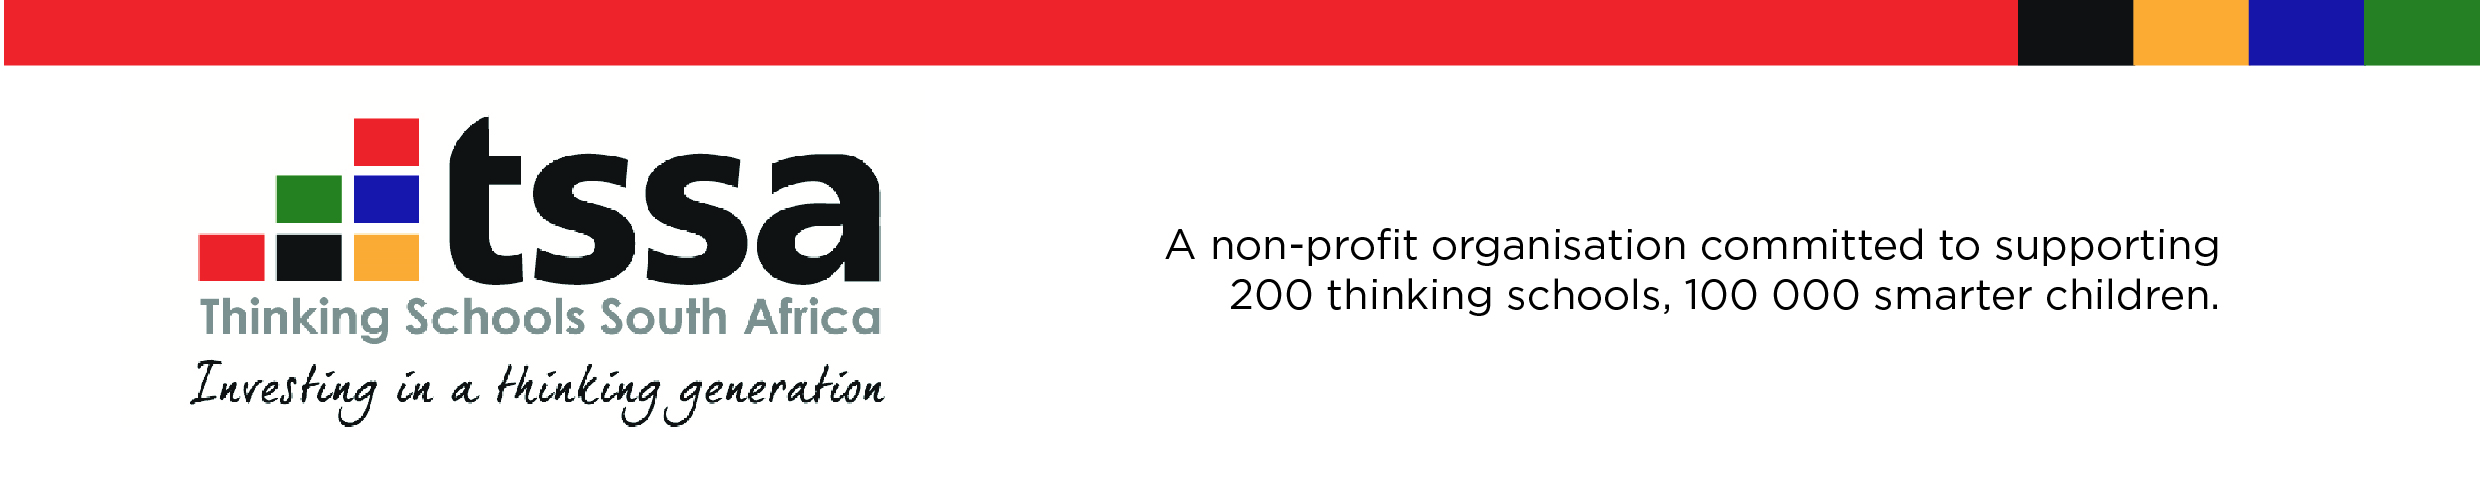 tssa
Thinking Schools South Africa
Investing in a thinking generation
A non-profit organisation committed to supporting
200 thinking schools, 100 000 smarter children.